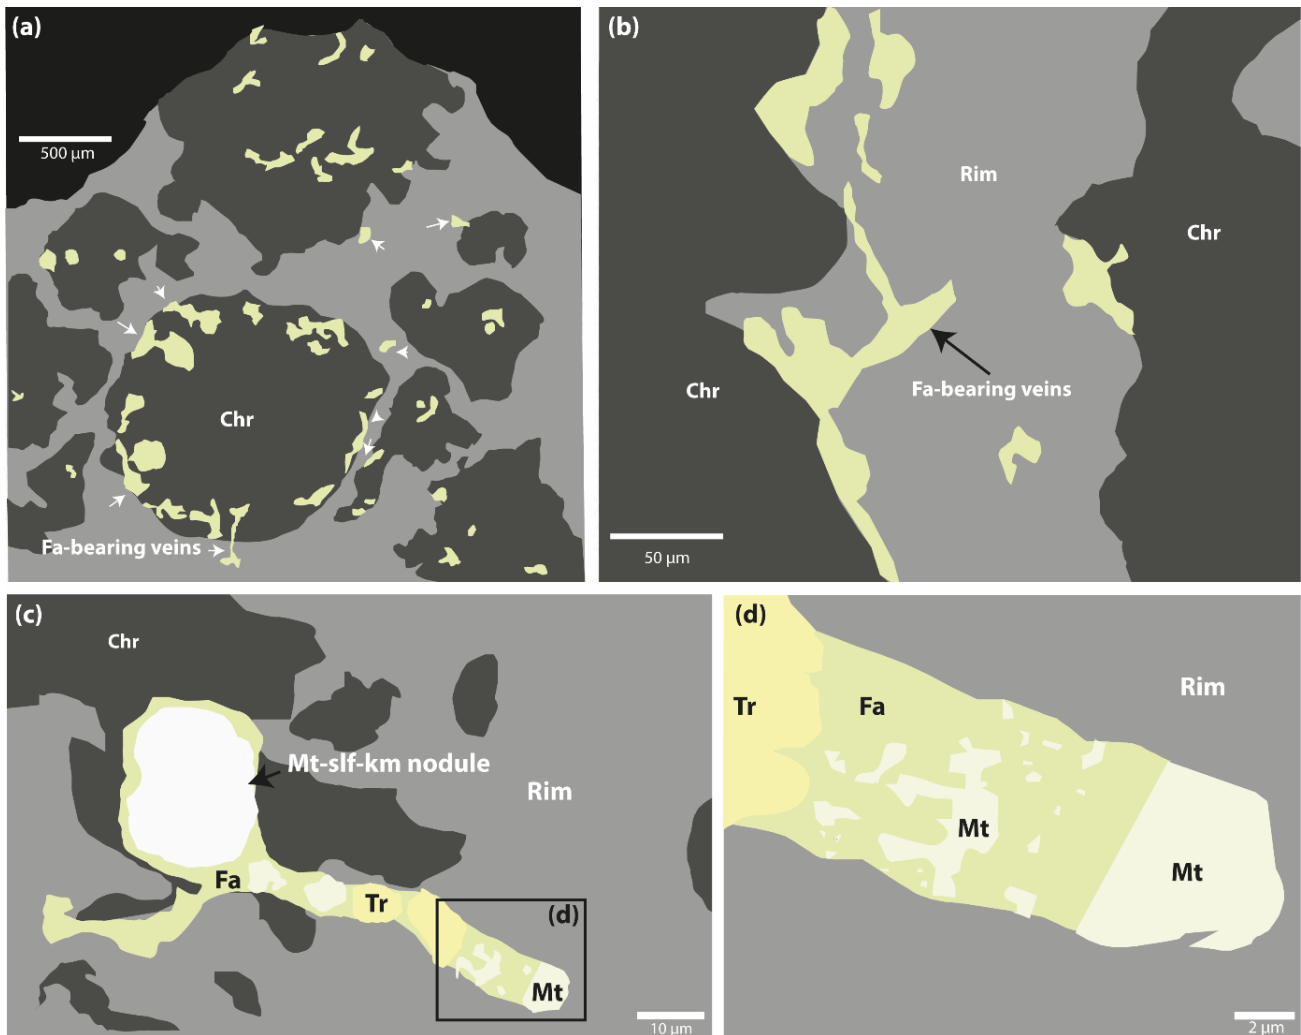 (a)
500 µm
Chr
Fa-bearing veins
(b)
Rim
Chr
Chr
Fa-bearing veins
50 µm
(c)
Chr
Mt-slf-km nodule
Rim
Fa
Tr
(d)
Mt
10 µm
(d)
Rim
Tr
Fa
Mt
Mt
2 µm